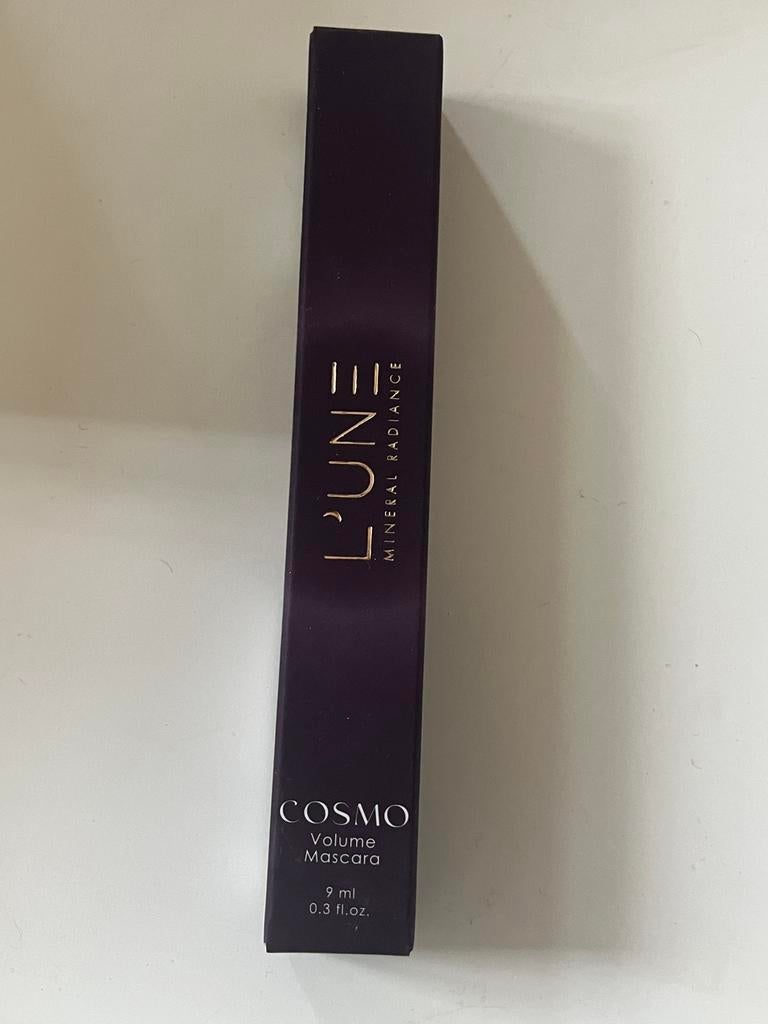 L'UNE
MINERAL RADIANCE
COSMO
Volume
Mascara
9 ml
0.3 fl.oz.